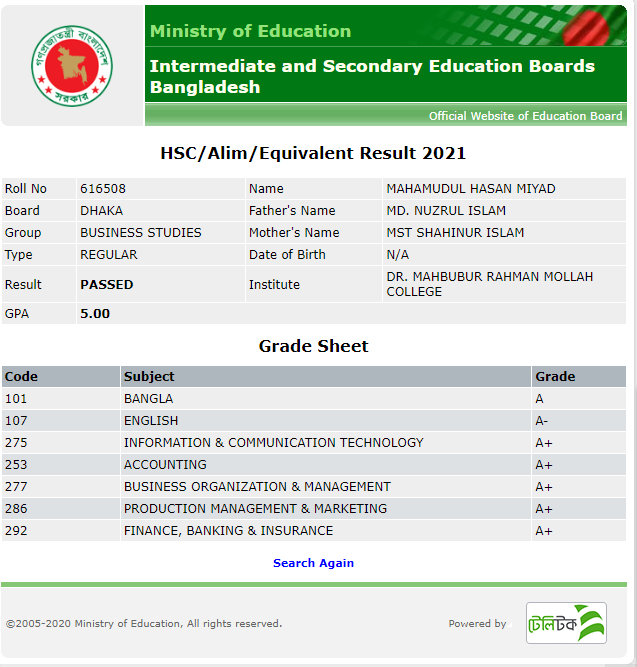 গণপ্রজাতন্ত্রী বাংলাদেশ
সরকার
Ministry of Education
Intermediate and Secondary Education Boards
Bangladesh
Official Website of Education Board
HSC/Alim/Equivalent Result 2021
Roll No 616508 Name MAHAMUDUL HASAN MIYAD
Board DHAKA Father's Name MD. NUZRUL ISLAM
Group BUSINESS STUDIES Mother's Name MST SHAHINUR ISLAM
Type REGULAR Date of Birth N/A
Result PASSED Institute DR. MAHBUBUR RAHMAN MOLLAH
COLLEGE
GPA 5.00
Grade Sheet
Code Subject Grade
101 BANGLA A
107 ENGLISH A-
275 INFORMATION & COMMUNICATION TECHNOLOGY A+
253 ACCOUNTING A+
277 BUSINESS ORGANIZATION & MANAGEMENT A+
286 PRODUCTION MANAGEMENT & MARKETING A+
292 FINANCE, BANKING & INSURANCE A+
Search Again
©2005-2020 Ministry of Education, All rights reserved. Powered by টেলিটক